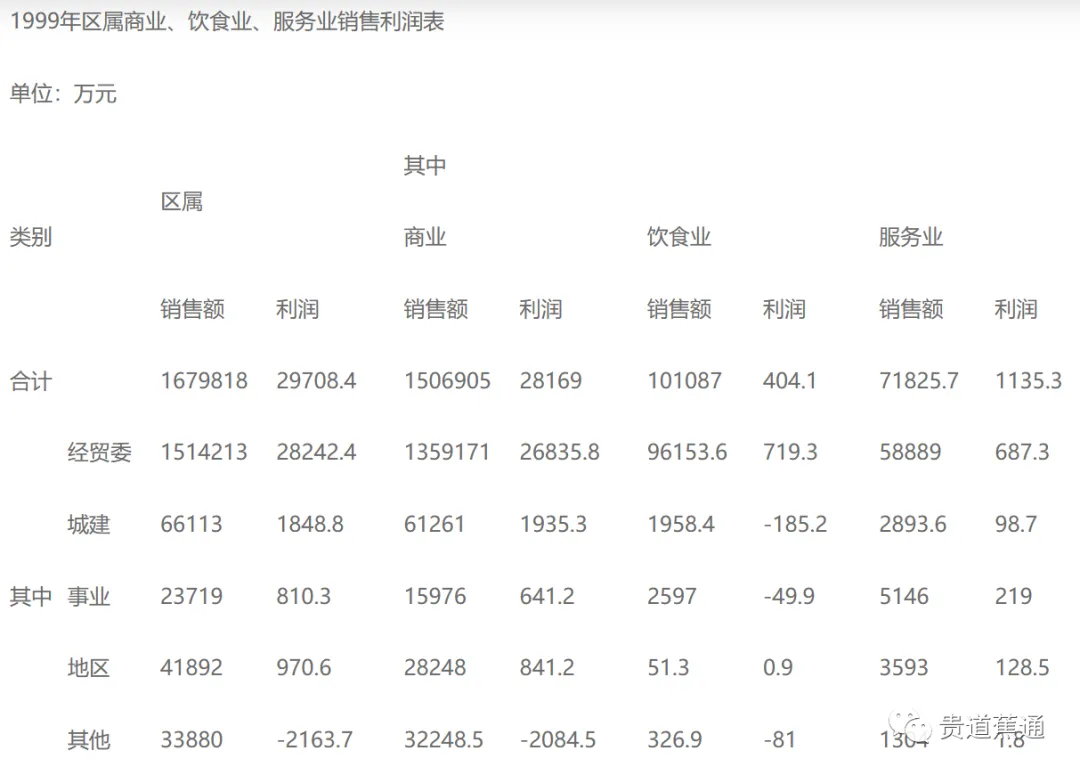 1999年区属商业、饮食业、服务业销售利润表
单位：万元
其中
区属
类别 商业 饮食业 服务业
销售额 利润 销售额 利润 销售额 利润 销售额 利润
合计 1679818 29708.4 1506905 28169 101087 404.1 71825.7 1135.3
经贸委 1514213 28242.4 1359171 26835.8 96153.6 719.3 58889 687.3
城建 66113 1848.8 61261 1935.3 1958.4 -185.2 2893.6 98.7
其中 事业 23719 810.3 15976 641.2 2597 -49.9 5146 219
地区 41892 970.6 28248 841.2 51.3 0.9 3593 128.5
其他 33880 -2163.7 32248.5 -2084.5 326.9 -81 1304 1.8
贵道蕉通